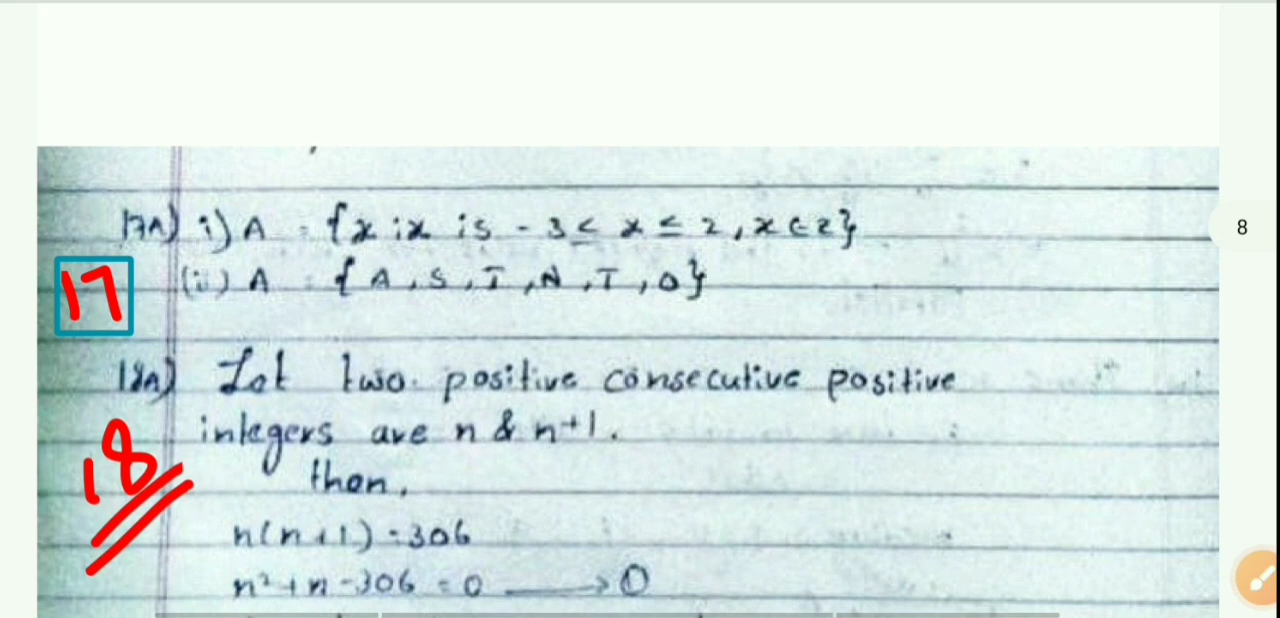 17A) i) A = {x : x is - 3 ≤ x ≤ 2, x ∈ z}
(ii) A = {A, S, I, N, T, O}
17
18A) Let two positive consecutive positive
integers are n & n+1.
18
then,
n(n+1) = 306
n² + n - 306 = 0 ⟶ ①
8